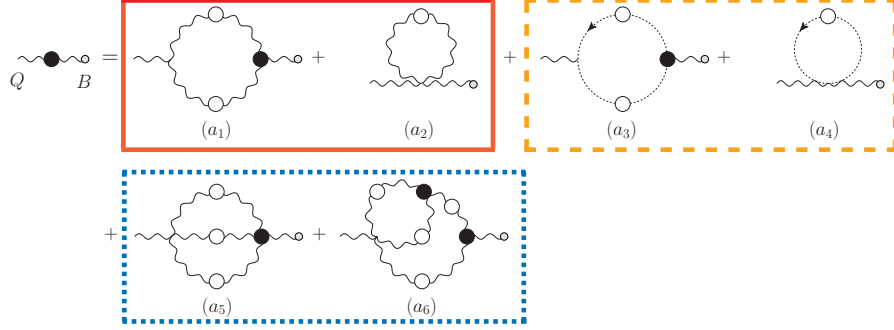 = + + +
Q B
(a1) (a2) (a3) (a4)
+ +
(a5) (a6)